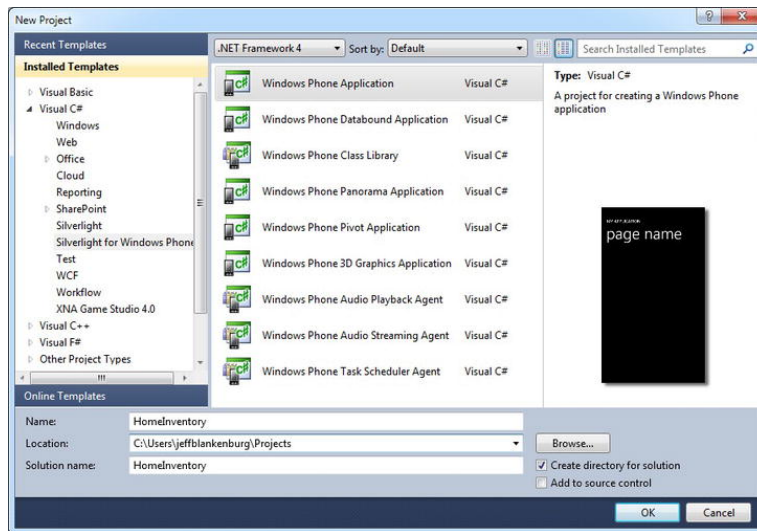 New Project
Recent Templates
Installed Templates
Visual Basic
Visual C#
Windows
Web
Office
Cloud
Reporting
SharePoint
Silverlight
Silverlight for Windows Phone
Test
WCF
Workflow
XNA Game Studio 4.0
Visual C++
Visual F#
Other Project Types
Online Templates
.NET Framework 4 Sort by: Default Search Installed Templates
Windows Phone Application Visual C#
Windows Phone Databound Application Visual C#
Windows Phone Class Library Visual C#
Windows Phone Panorama Application Visual C#
Windows Phone Pivot Application Visual C#
Windows Phone 3D Graphics Application Visual C#
Windows Phone Audio Playback Agent Visual C#
Windows Phone Audio Streaming Agent Visual C#
Windows Phone Task Scheduler Agent Visual C#
Type: Visual C#
A project for creating a Windows Phone
application
MY APPLICATION
page name
Name: HomeInventory
Location: C:\Users\jeffblankenburg\Projects Browse...
Solution name: HomeInventory
Create directory for solution
Add to source control
OK Cancel